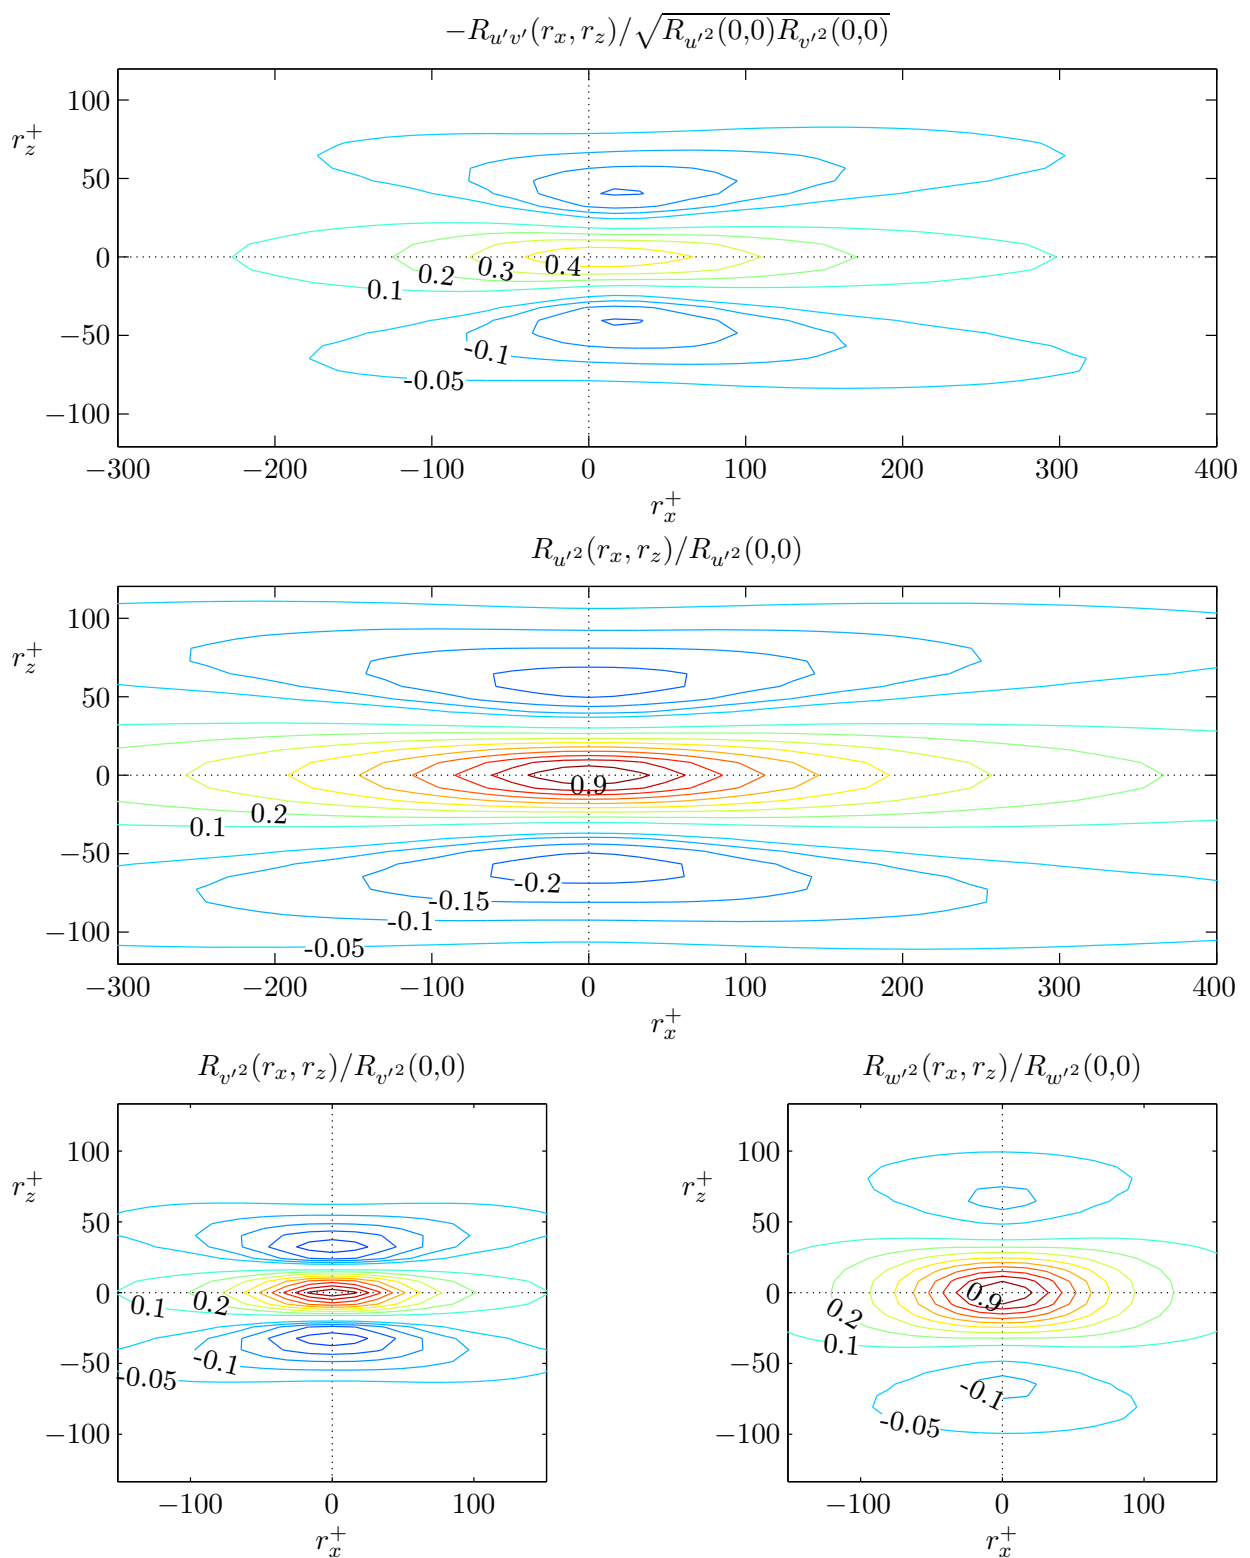 −R_{u′v′}(r_x, r_z)/√(R_{u′²}(0,0)R_{v′²}(0,0))
r_z^+
100
50
0
−50
−100
0.1
0.2
0.3
0.4
-0.1
-0.05
−300 −200 −100 0 100 200 300 400
r_x^+
R_{u′²}(r_x, r_z)/R_{u′²}(0,0)
r_z^+
100
50
0
−50
−100
0.9
0.2
0.1
-0.2
-0.15
-0.1
-0.05
−300 −200 −100 0 100 200 300 400
r_x^+
R_{v′²}(r_x, r_z)/R_{v′²}(0,0)
r_z^+
100
50
0
−50
−100
0.1
0.2
-0.1
-0.05
−100 0 100
r_x^+
R_{w′²}(r_x, r_z)/R_{w′²}(0,0)
r_z^+
100
50
0
−50
−100
0.9
0.2
0.1
-0.1
-0.05
−100 0 100
r_x^+